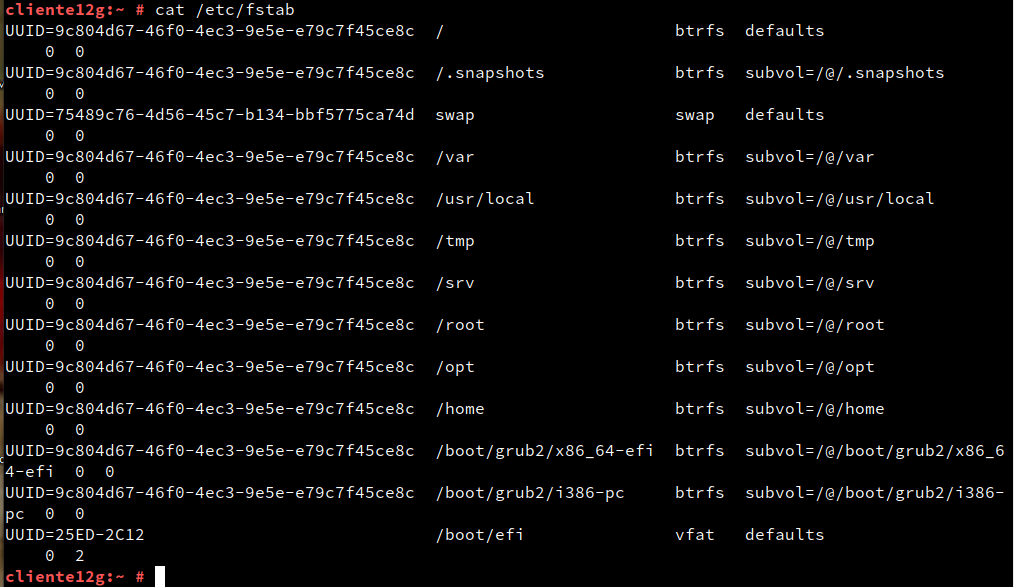 cliente12g:~ # cat /etc/fstab
UUID=9c804d67-46f0-4ec3-9e5e-e79c7f45ce8c  /                       btrfs  defaults
    0  0
UUID=9c804d67-46f0-4ec3-9e5e-e79c7f45ce8c  /.snapshots             btrfs  subvol=/@/.snapshots
    0  0
UUID=75489c76-4d56-45c7-b134-bbf5775ca74d  swap                    swap   defaults
    0  0
UUID=9c804d67-46f0-4ec3-9e5e-e79c7f45ce8c  /var                    btrfs  subvol=/@/var
    0  0
UUID=9c804d67-46f0-4ec3-9e5e-e79c7f45ce8c  /usr/local              btrfs  subvol=/@/usr/local
    0  0
UUID=9c804d67-46f0-4ec3-9e5e-e79c7f45ce8c  /tmp                    btrfs  subvol=/@/tmp
    0  0
UUID=9c804d67-46f0-4ec3-9e5e-e79c7f45ce8c  /srv                    btrfs  subvol=/@/srv
    0  0
UUID=9c804d67-46f0-4ec3-9e5e-e79c7f45ce8c  /root                   btrfs  subvol=/@/root
    0  0
UUID=9c804d67-46f0-4ec3-9e5e-e79c7f45ce8c  /opt                    btrfs  subvol=/@/opt
    0  0
UUID=9c804d67-46f0-4ec3-9e5e-e79c7f45ce8c  /home                   btrfs  subvol=/@/home
    0  0
UUID=9c804d67-46f0-4ec3-9e5e-e79c7f45ce8c  /boot/grub2/x86_64-efi  btrfs  subvol=/@/boot/grub2/x86_6
4-efi  0  0
UUID=9c804d67-46f0-4ec3-9e5e-e79c7f45ce8c  /boot/grub2/i386-pc     btrfs  subvol=/@/boot/grub2/i386-
pc  0  0
UUID=25ED-2C12                             /boot/efi               vfat   defaults
    0  2
cliente12g:~ #